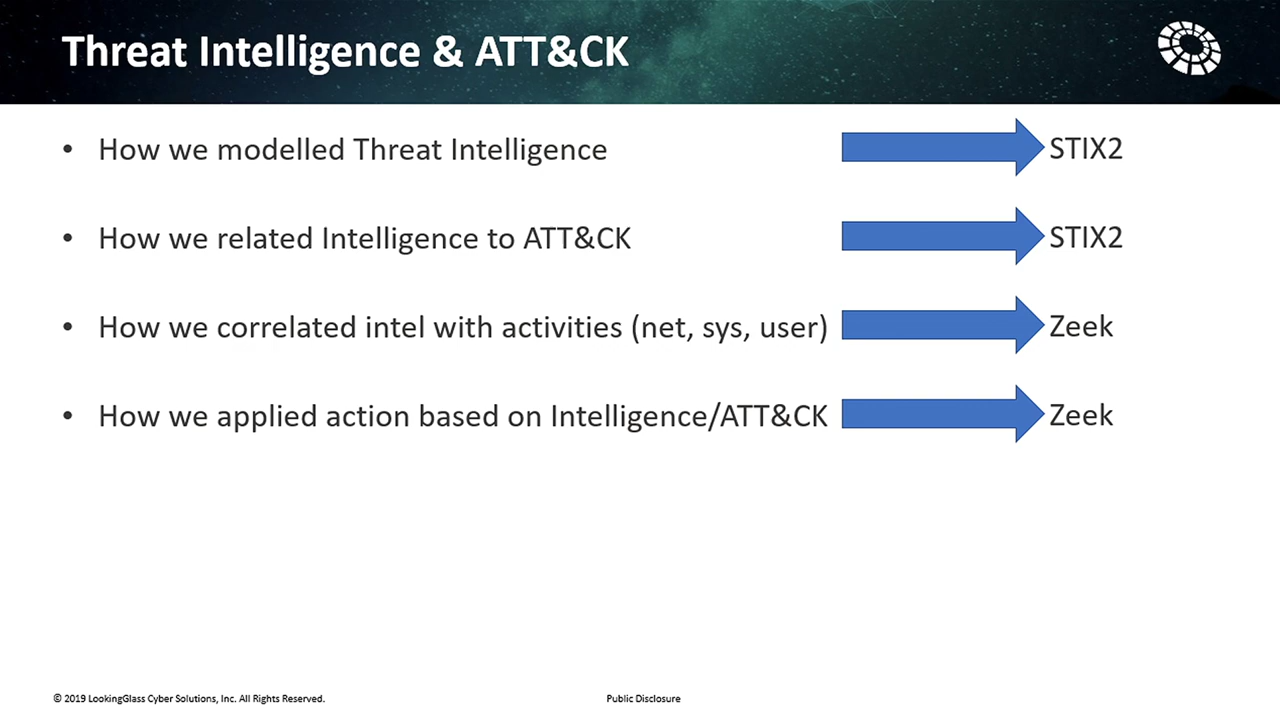 Threat Intelligence & ATT&CK
• How we modelled Threat Intelligence STIX2
• How we related Intelligence to ATT&CK STIX2
• How we correlated intel with activities (net, sys, user) Zeek
• How we applied action based on Intelligence/ATT&CK Zeek
© 2019 LookingGlass Cyber Solutions, Inc. All Rights Reserved. Public Disclosure